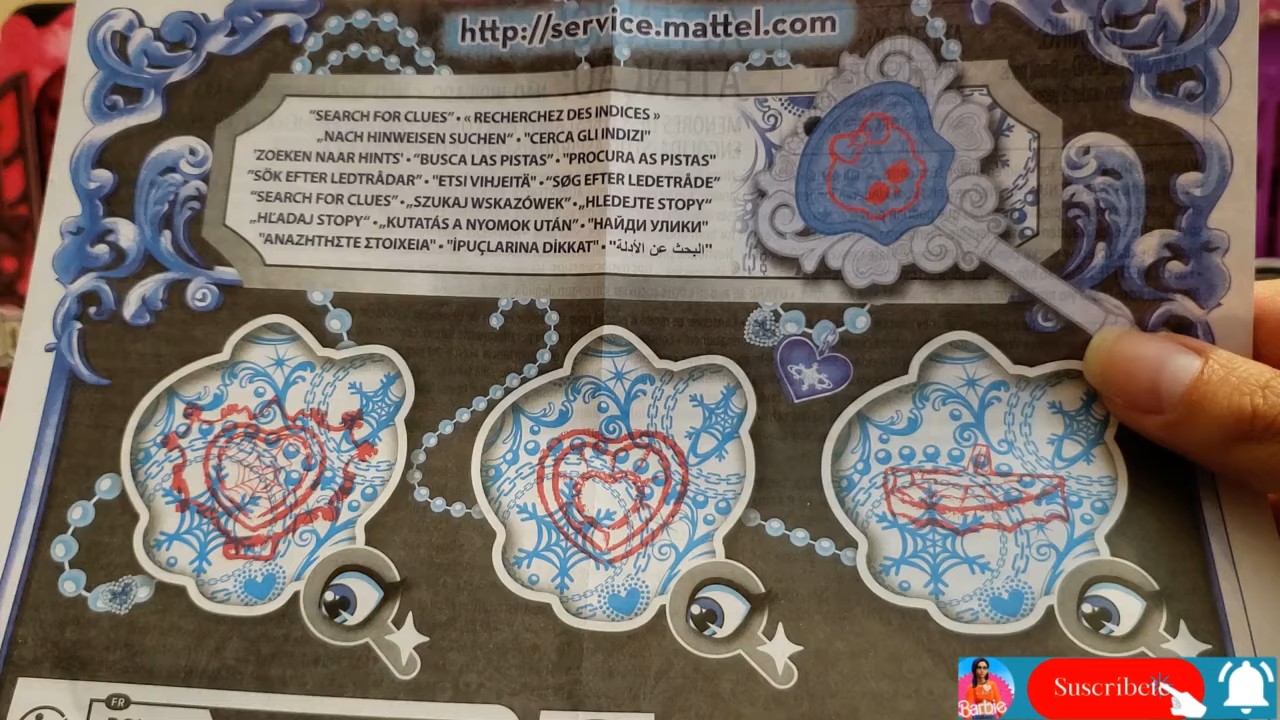 http://service.mattel.com
"SEARCH FOR CLUES" • « RECHERCHEZ DES INDICES »
„NACH HINWEISEN SUCHEN“ • "CERCA GLI INDIZI"
'ZOEKEN NAAR HINTS' • “BUSCA LAS PISTAS” • "PROCURA AS PISTAS"
"SÖK EFTER LEDTRÅDAR" • "ETSI VIHJEITÄ" • “SØG EFTER LEDETRÅDE”
"SEARCH FOR CLUES" • „SZUKAJ WSKAZÓWEK” • „HLEDEJTE STOPY“
„HĽADAJ STOPY“ • „KUTATÁS A NYOMOK UTÁN” • "НАЙДИ УЛИКИ"
"ΑΝΑΖΗΤΗΣΤΕ ΣΤΟΙΧΕΙΑ" • "İPUÇLARINA DİKKAT" • "البحث عن الأدلة"
FR
Barbie
Suscríbete